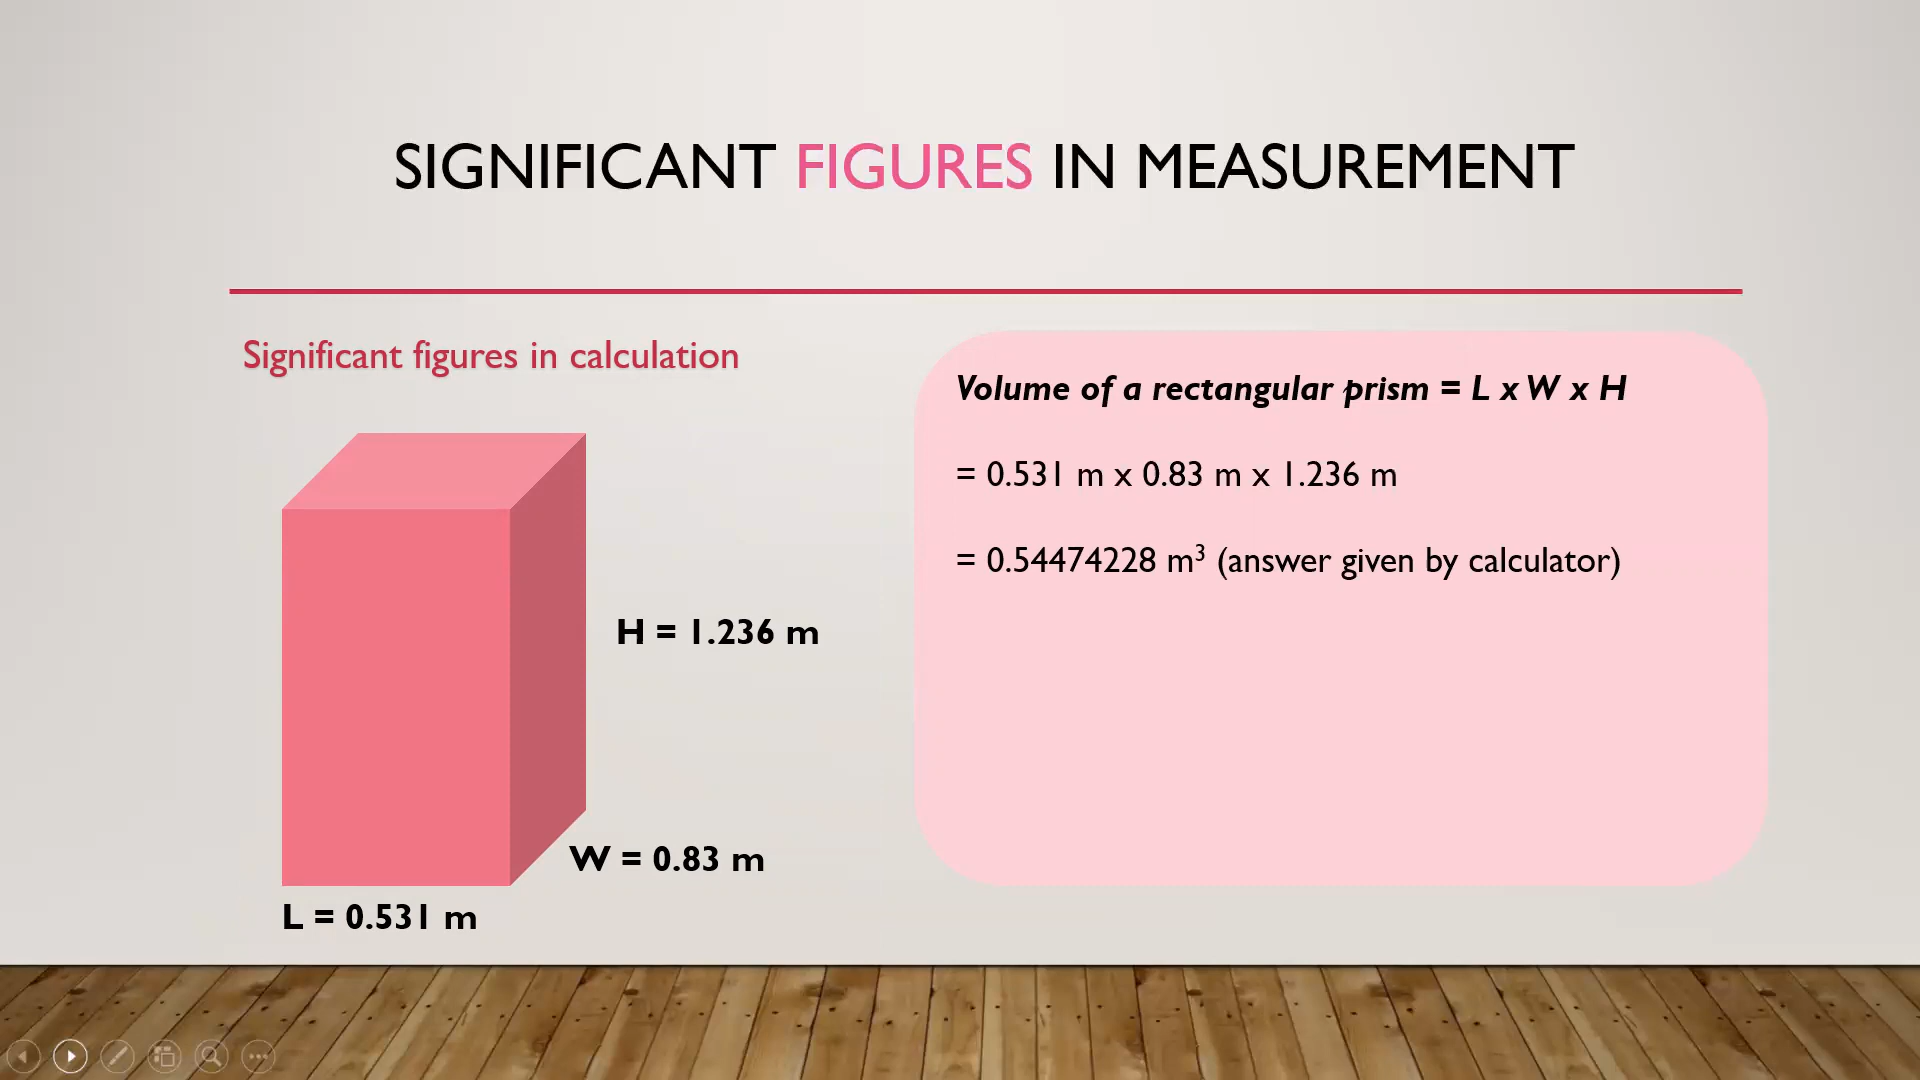 SIGNIFICANT FIGURES IN MEASUREMENT
Significant figures in calculation
H = 1.236 m
W = 0.83 m
L = 0.531 m
Volume of a rectangular prism = L x W x H
= 0.531 m x 0.83 m x 1.236 m
= 0.54474228 m³ (answer given by calculator)